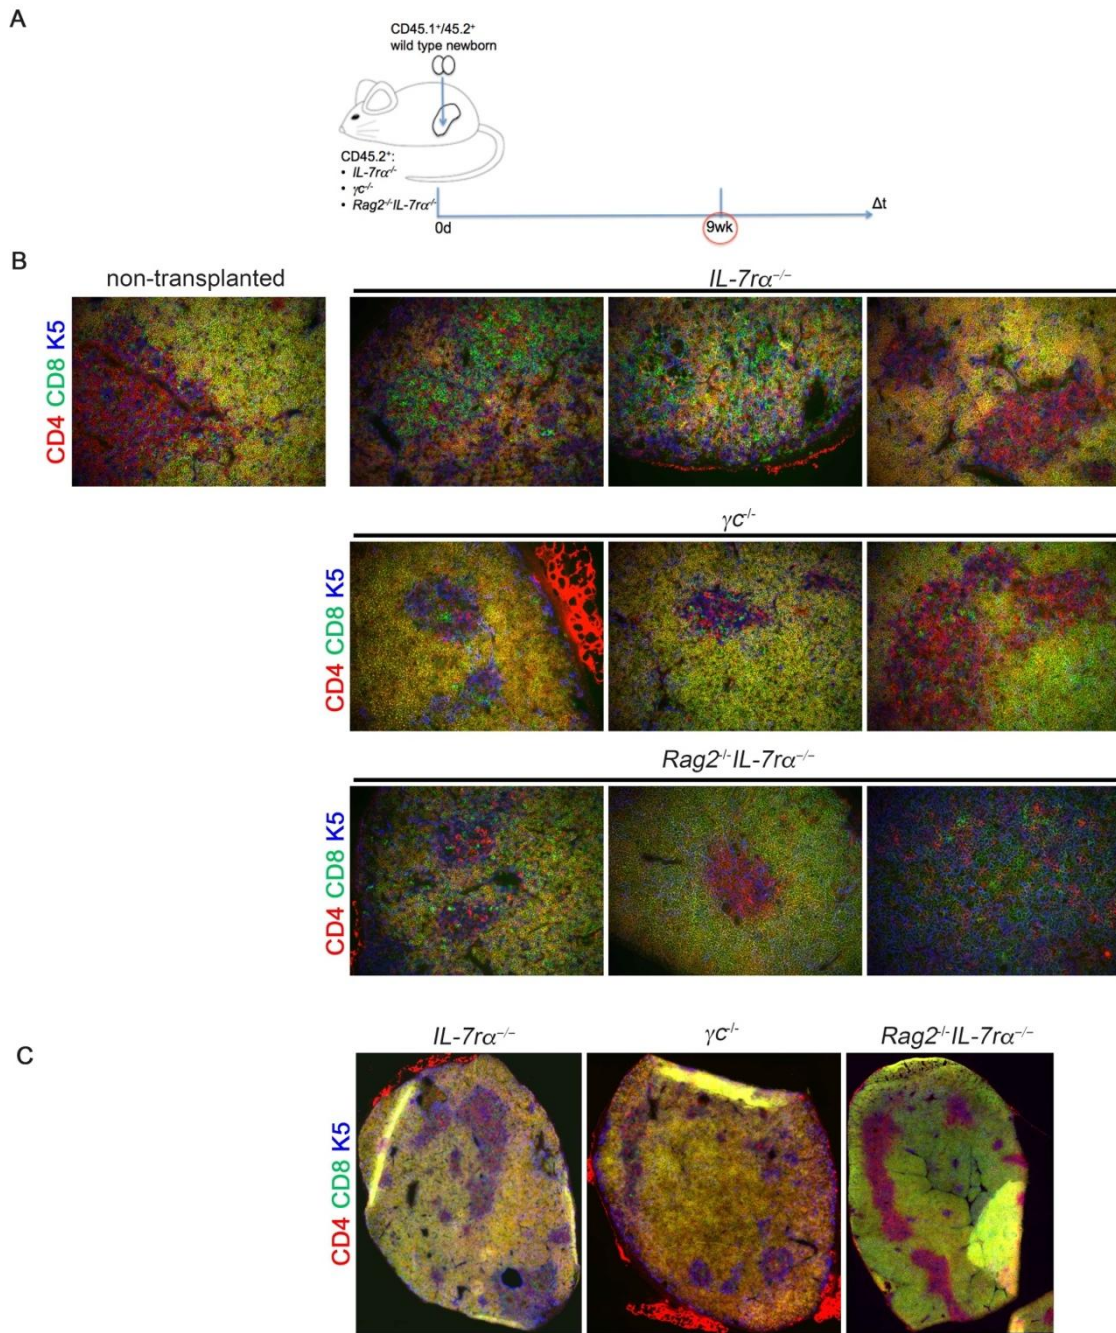 A
CD45.1⁺/45.2⁺
wild type newborn
CD45.2⁺:
• IL-7rα⁻/⁻
• γc⁻/⁻
• Rag2⁻/⁻IL-7rα⁻/⁻
0d
9wk
Δt
B
non-transplanted
IL-7rα⁻/⁻
CD4 CD8 K5
γc⁻/⁻
CD4 CD8 K5
Rag2⁻/⁻IL-7rα⁻/⁻
CD4 CD8 K5
C
IL-7rα⁻/⁻
γc⁻/⁻
Rag2⁻/⁻IL-7rα⁻/⁻
CD4 CD8 K5